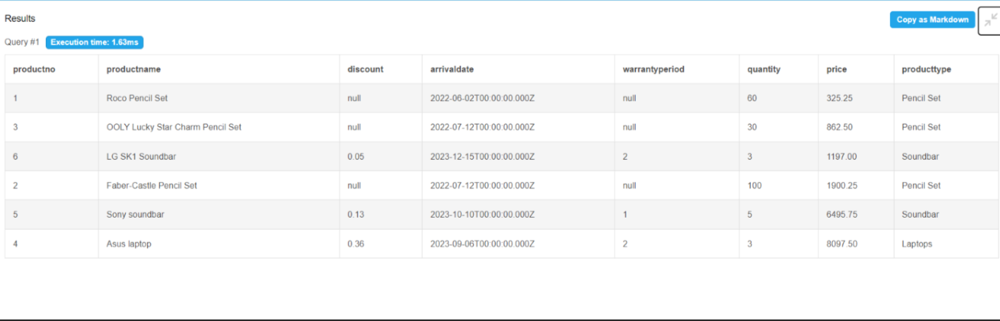 Results
Copy as Markdown
Query #1 Execution time: 1.63ms
productno productname discount arrivaldate warrantyperiod quantity price producttype
1 Roco Pencil Set null 2022-06-02T00:00:00.000Z null 60 325.25 Pencil Set
3 OOLY Lucky Star Charm Pencil Set null 2022-07-12T00:00:00.000Z null 30 862.50 Pencil Set
6 LG SK1 Soundbar 0.05 2023-12-15T00:00:00.000Z 2 3 1197.00 Soundbar
2 Faber-Castle Pencil Set null 2022-07-12T00:00:00.000Z null 100 1900.25 Pencil Set
5 Sony soundbar 0.13 2023-10-10T00:00:00.000Z 1 5 6495.75 Soundbar
4 Asus laptop 0.36 2023-09-06T00:00:00.000Z 2 3 8097.50 Laptops